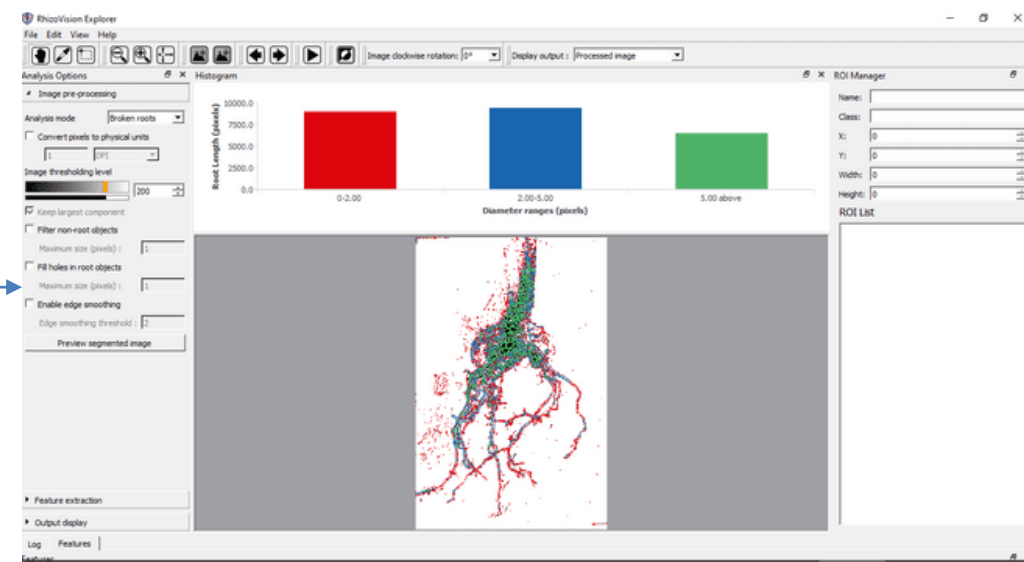 RhizoVision Explorer
File Edit View Help
Image clockwise rotation: 0° Display output : Processed image
Analysis Options
Image pre-processing
Analysis mode Broken roots
Convert pixels to physical units
1 DPI
Image thresholding level
200
Keep largest component
Filter non-root objects
Maximum size (pixels) : 1
Fill holes in root objects
Maximum size (pixels) : 1
Enable edge smoothing
Edge smoothing threshold : 2
Preview segmented image
Feature extraction
Output display
Log Features
Features
Histogram
Root Length (pixels)
10000.0
7500.0
5000.0
2500.0
0.0
0-2.00 2.00-5.00 5.00 above
Diameter ranges (pixels)
ROI Manager
Name:
Class:
X: 0
Y: 0
Width: 0
Height: 0
ROI List